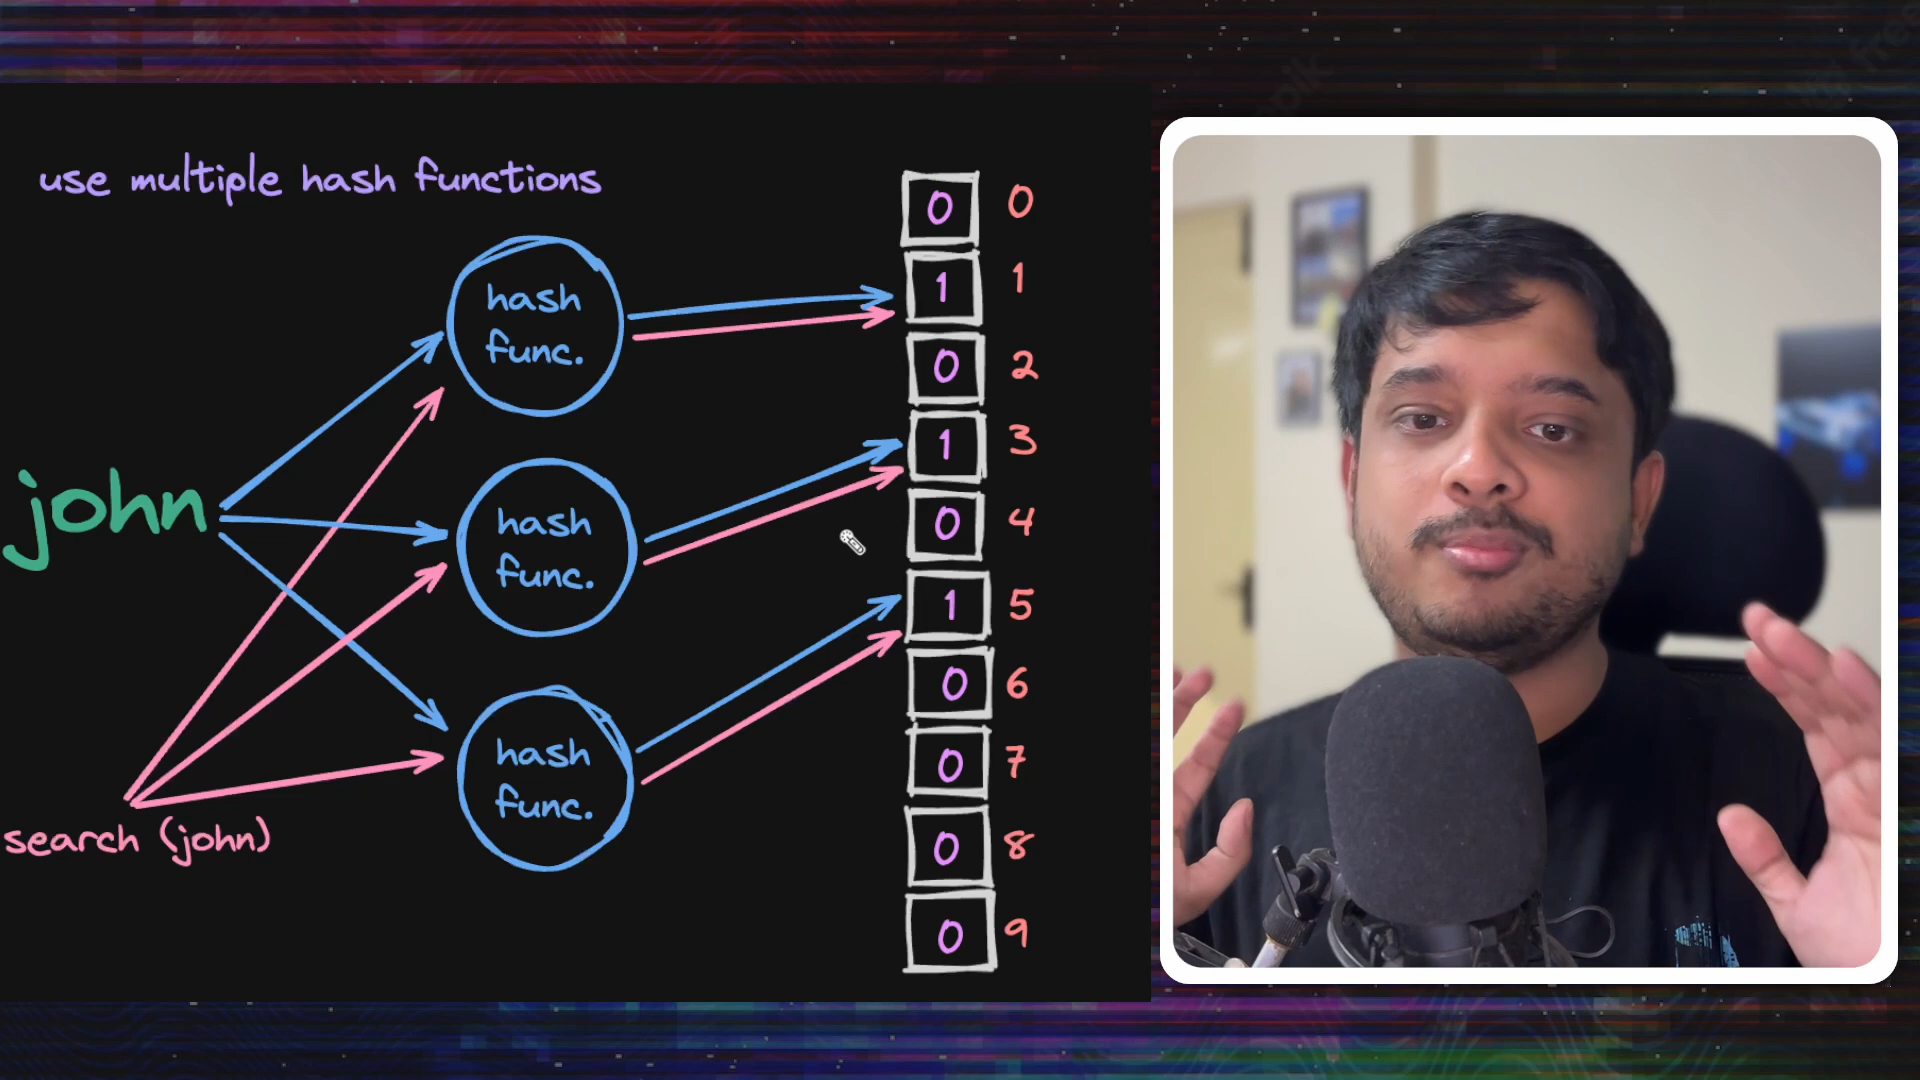 use multiple hash functions
hash
func.
john
hash
func.
hash
func.
search (john)
0 0
1 1
0 2
1 3
0 4
1 5
0 6
0 7
0 8
0 9